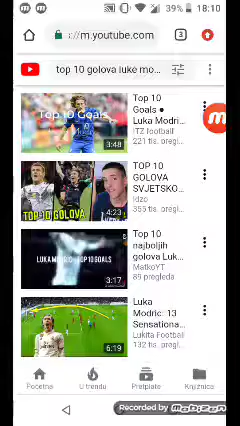 39% 18:10
://m.youtube.com
3
top 10 golova luke mo...
Top 10 Goals
3:48
Top 10
Goals ●
Luka Modri...
ITZ football
221 tis. pregl...
TOP 10 GOLOVA
4:23
TOP 10
GOLOVA
SVJETSKO...
Idzo
355 tis. pregl...
LUKA MODRIC - TOP 10 GOALS
3:17
Top 10
najboljih
golova Luk...
MatkoYT
89 pregleda
6:19
Luka
Modric: 13
Sensationa...
Lukita Football
132 tis. pregl...
Početna
U trendu
Pretplate
Knjižnica
Recorded by Mobizen